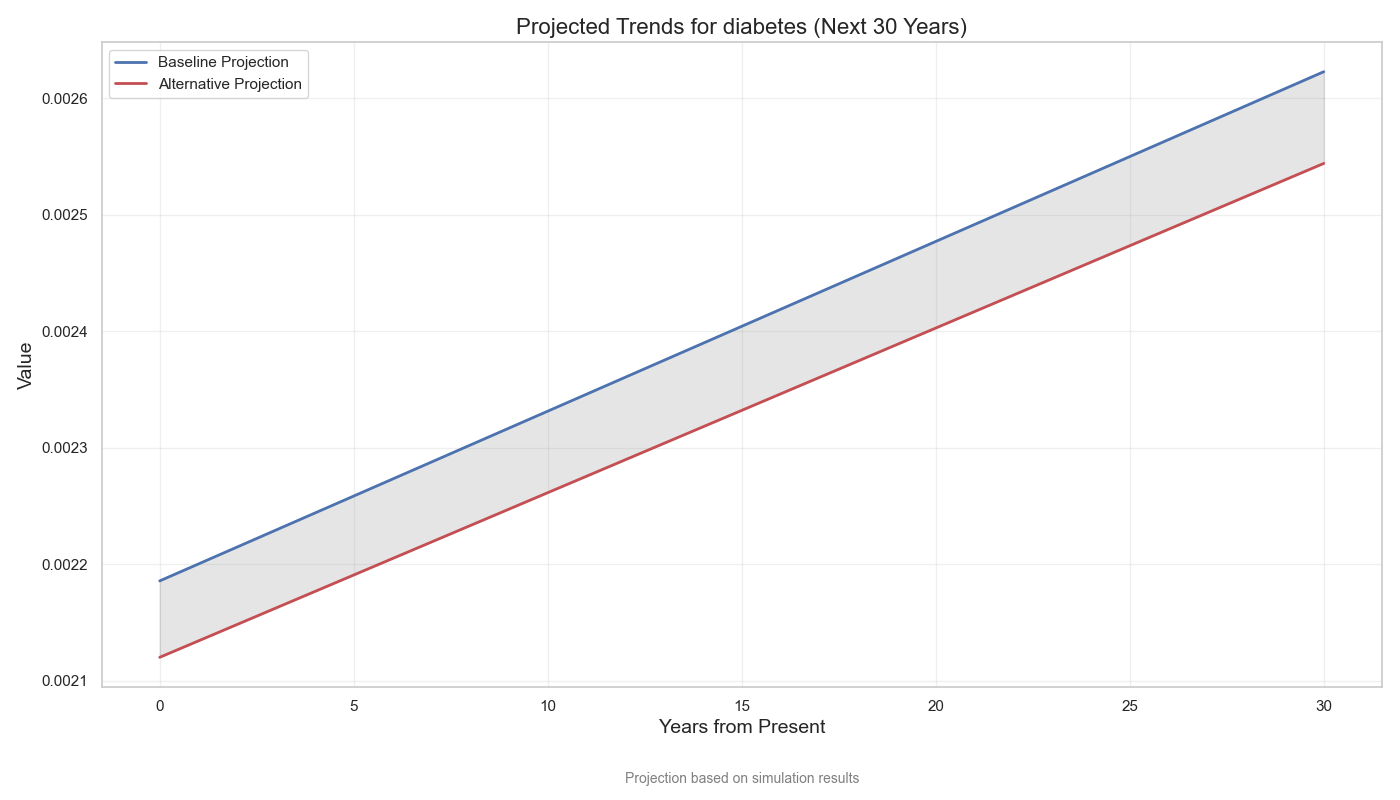 Projected Trends for diabetes (Next 30 Years)
Baseline Projection
Alternative Projection
Value
0.0026
0.0025
0.0024
0.0023
0.0022
0.0021
0 5 10 15 20 25 30
Years from Present
Projection based on simulation results